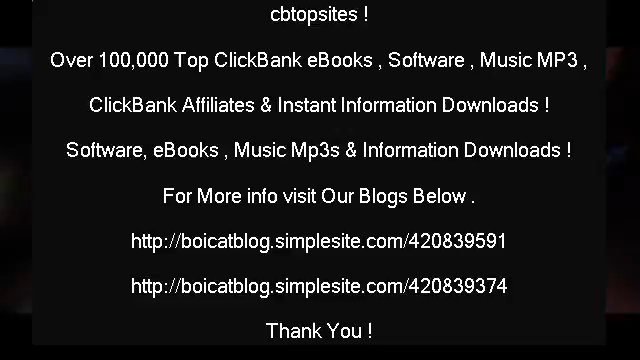 cbtopsites !
Over 100,000 Top ClickBank eBooks , Software , Music MP3 ,
ClickBank Affiliates & Instant Information Downloads !
Software, eBooks , Music Mp3s & Information Downloads !
For More info visit Our Blogs Below .
http://boicatblog.simplesite.com/420839591
http://boicatblog.simplesite.com/420839374
Thank You !